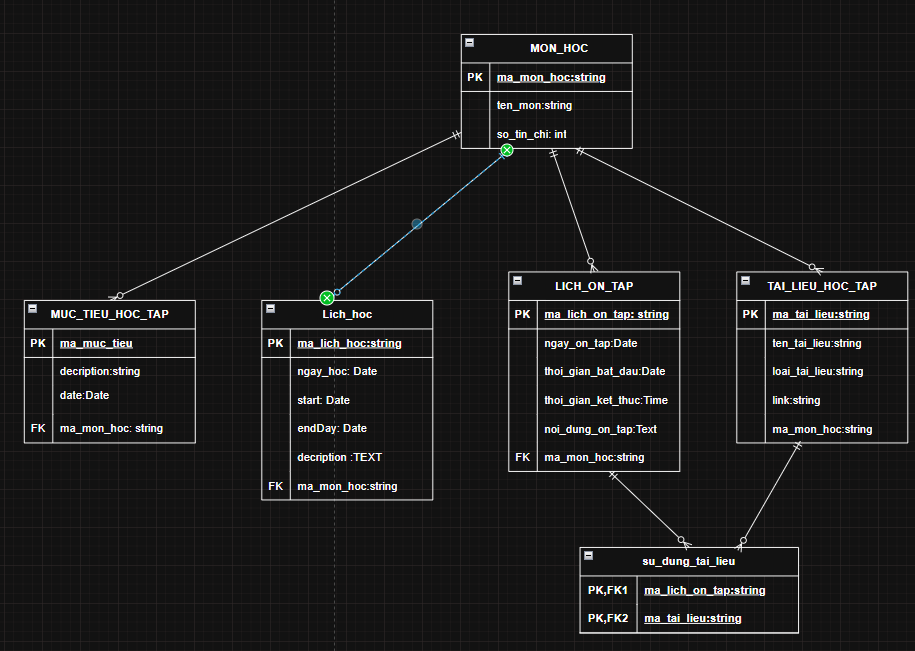 MON_HOC
PK ma_mon_hoc:string
ten_mon:string
so_tin_chi: int
MUC_TIEU_HOC_TAP
PK ma_muc_tieu
decription:string
date:Date
FK ma_mon_hoc: string
Lich_hoc
PK ma_lich_hoc:string
ngay_hoc: Date
start: Date
endDay: Date
decription :TEXT
FK ma_mon_hoc:string
LICH_ON_TAP
PK ma_lich_on_tap: string
ngay_on_tap:Date
thoi_gian_bat_dau:Date
thoi_gian_ket_thuc:Time
noi_dung_on_tap:Text
FK ma_mon_hoc:string
TAI_LIEU_HOC_TAP
PK ma_tai_lieu:string
ten_tai_lieu:string
loai_tai_lieu:string
link:string
ma_mon_hoc:string
su_dung_tai_lieu
PK,FK1 ma_lich_on_tap:string
PK,FK2 ma_tai_lieu:string